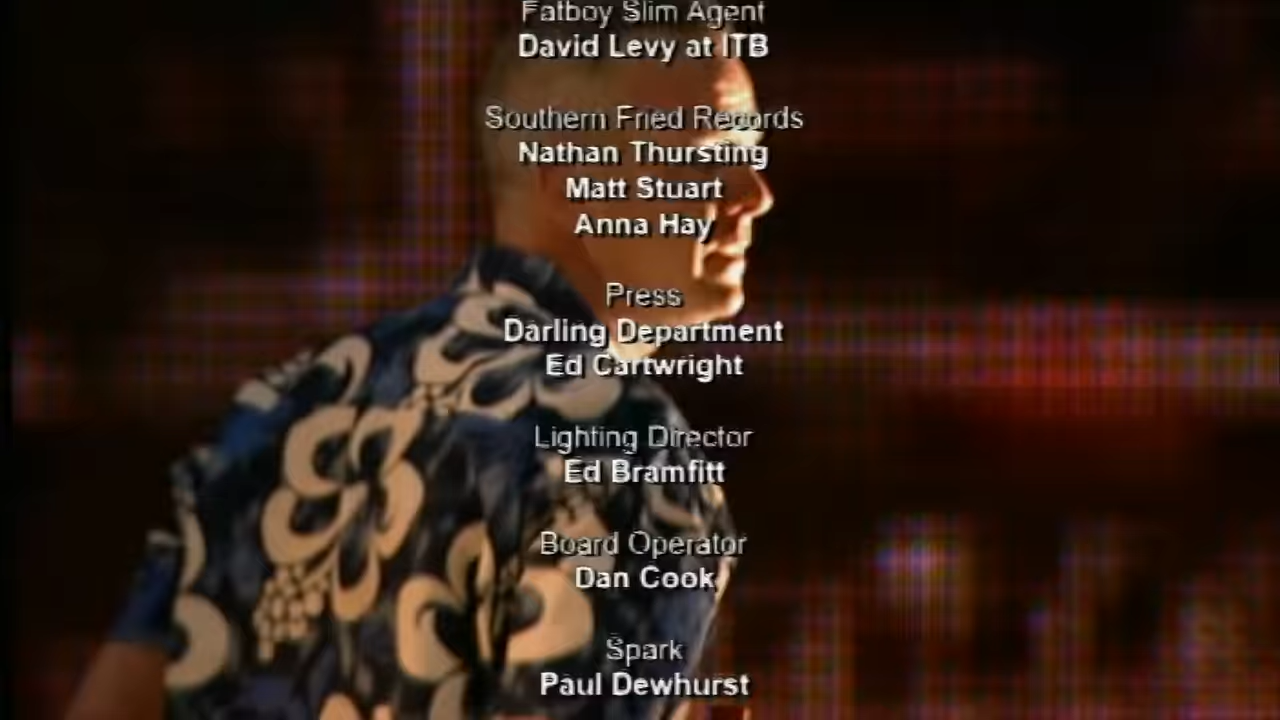 Fatboy Slim Agent
David Levy at ITB
Southern Fried Records
Nathan Thursting
Matt Stuart
Anna Hay
Press
Darling Department
Ed Cartwright
Lighting Director
Ed Bramfitt
Board Operator
Dan Cook
Spark
Paul Dewhurst